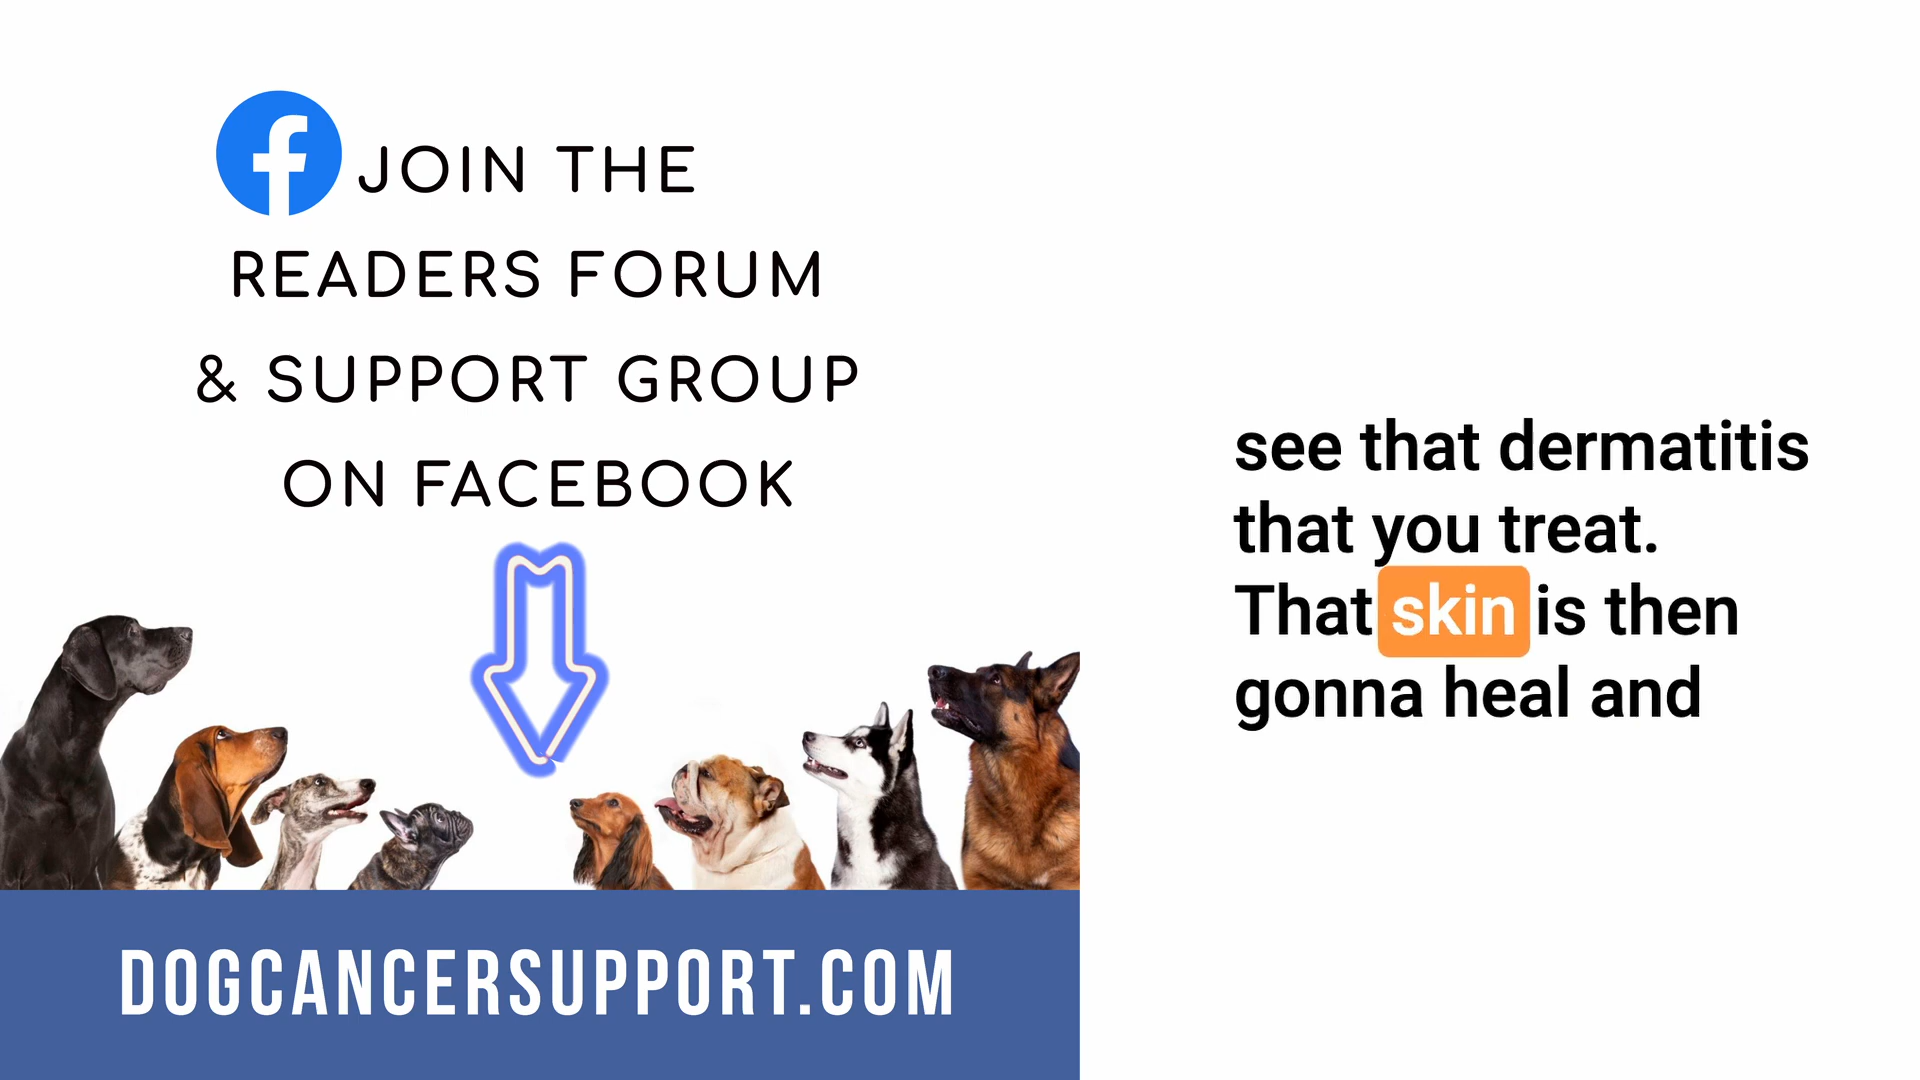 JOIN THE
READERS FORUM
& SUPPORT GROUP
ON FACEBOOK
DOGCANCERSUPPORT.COM
see that dermatitis
that you treat.
That skin is then
gonna heal and